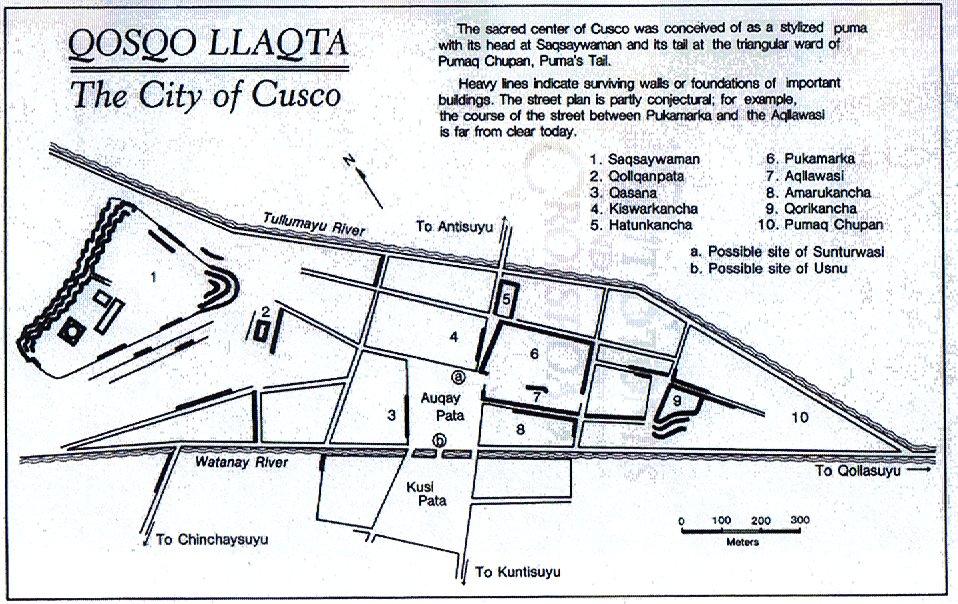 QOSQO LLAQTA
The City of Cusco
The sacred center of Cusco was conceived of as a stylized puma
with its head at Saqsaywaman and its tail at the triangular ward of
Pumaq Chupan, Puma's Tail.
Heavy lines indicate surviving walls or foundations of important
buildings. The street plan is partly conjectural; for example,
the course of the street between Pukamarka and the Aqllawasi
is far from clear today.
1. Saqsaywaman
2. Qollqanpata
3. Qasana
4. Kiswarkancha
5. Hatunkancha
6. Pukamarka
7. Aqllawasi
8. Amarukancha
9. Qorikancha
10. Pumaq Chupan
a. Possible site of Sunturwasi
b. Possible site of Usnu
N
Tullumayu River
To Antisuyu
1
2
3
4
5
6
7
8
9
10
a
Auqay
Pata
b
Watanay River
Kusi
Pata
To Qollasuyu
To Chinchaysuyu
To Kuntisuyu
0 100 200 300
Meters